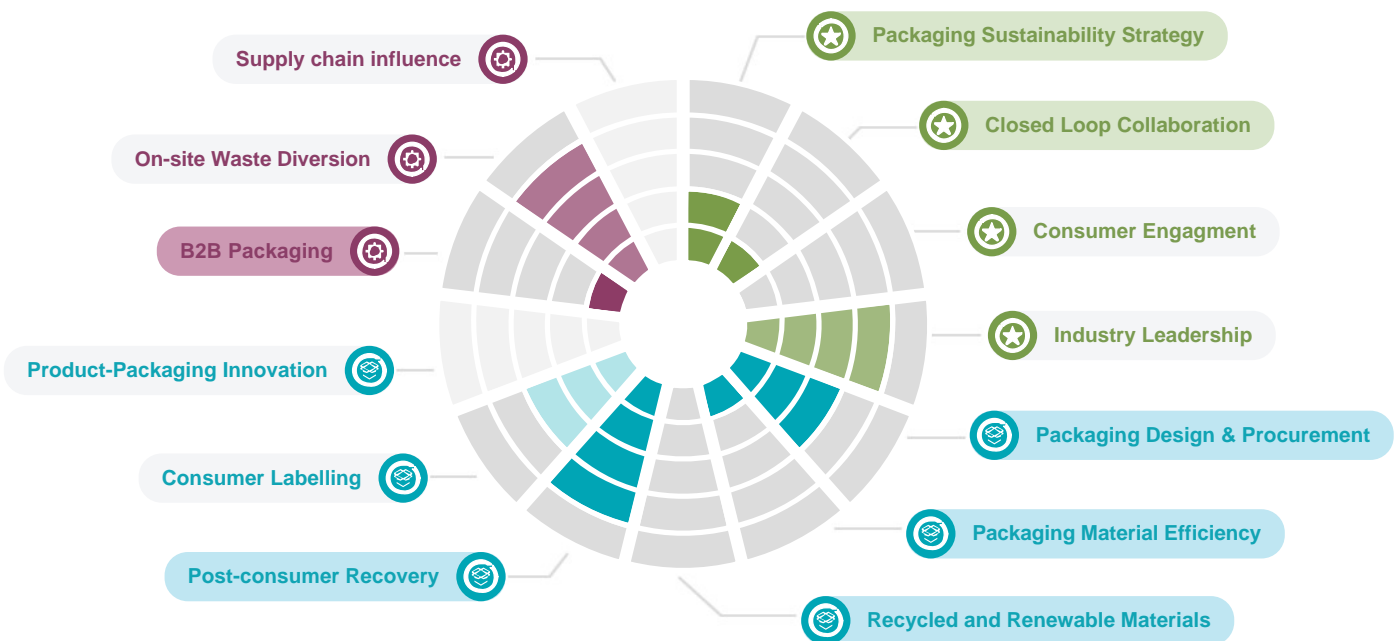 Packaging Sustainability Strategy
Supply chain influence
Closed Loop Collaboration
On-site Waste Diversion
Consumer Engagment
B2B Packaging
Industry Leadership
Product-Packaging Innovation
Packaging Design & Procurement
Consumer Labelling
Packaging Material Efficiency
Post-consumer Recovery
Recycled and Renewable Materials